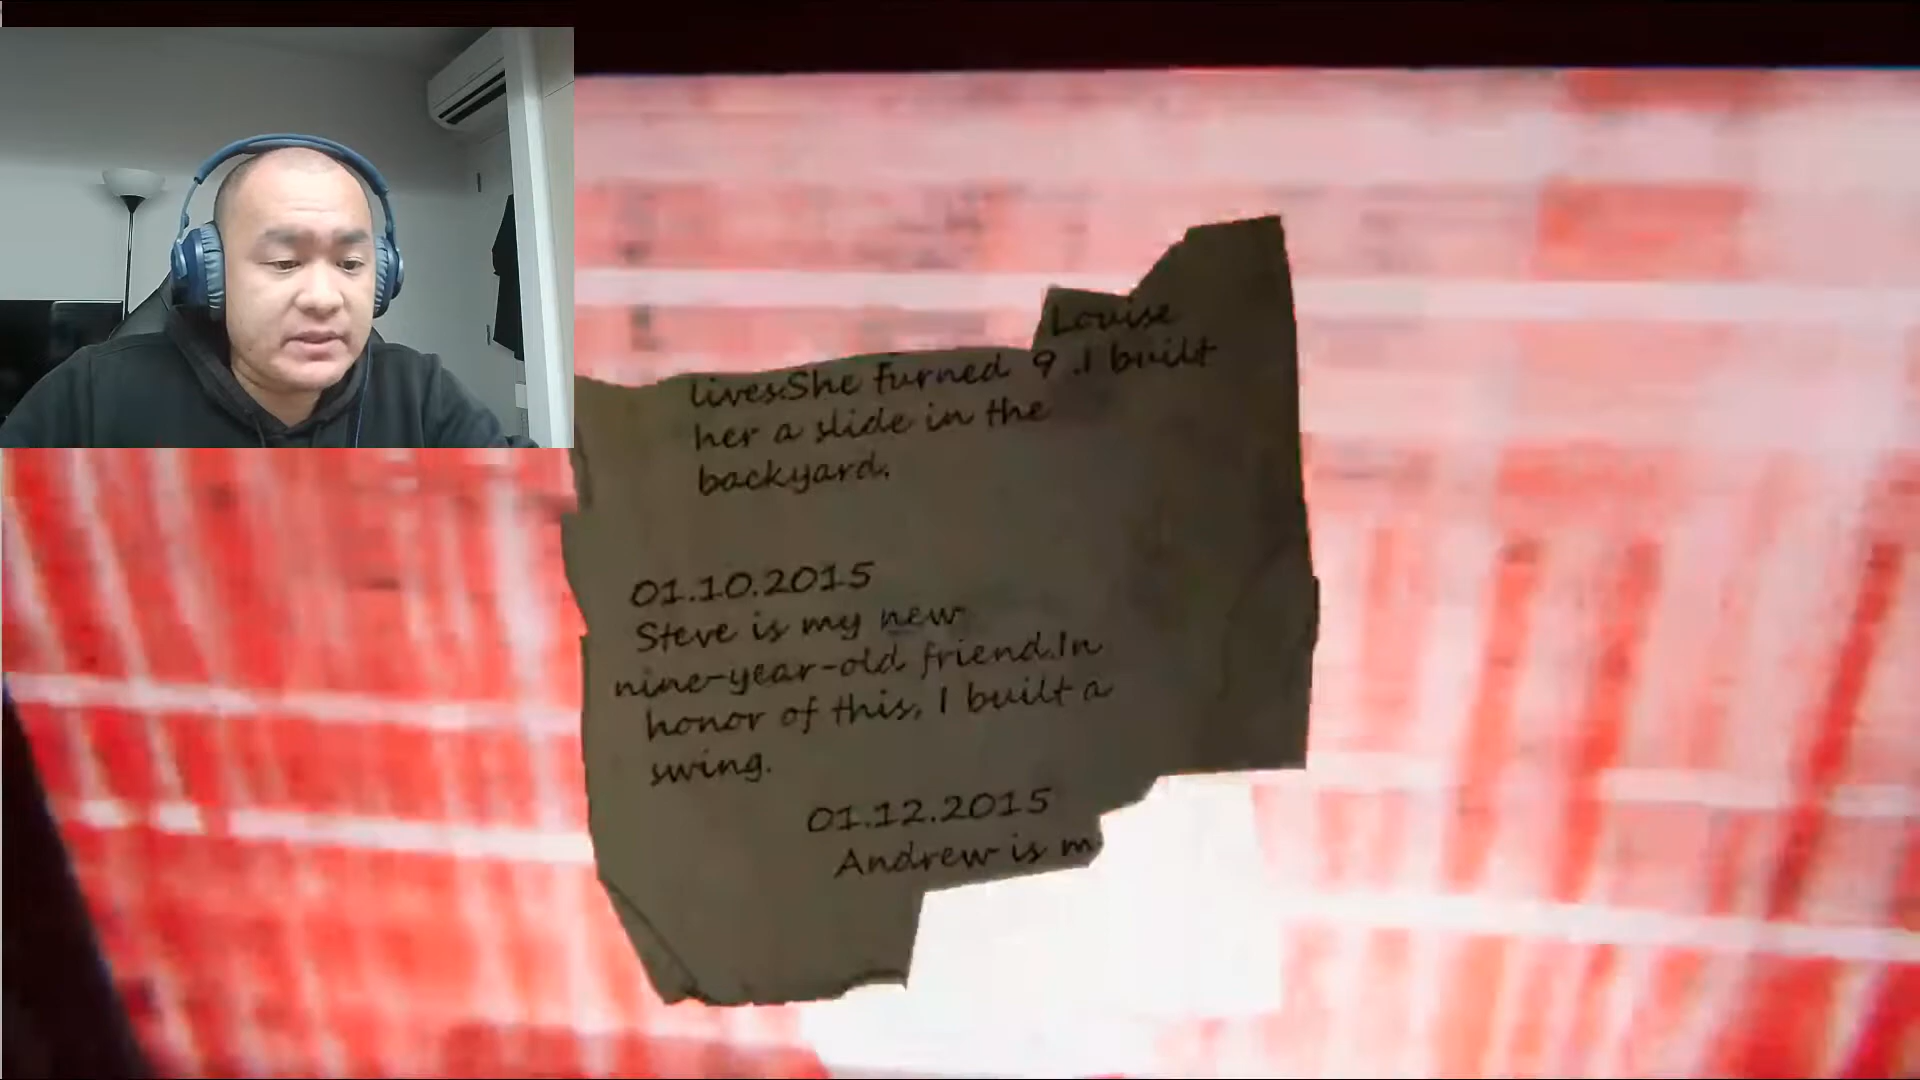 Louise
lives.She furned 9 .I built
her a slide in the
backyard.
01.10.2015
Steve is my new
nine-year-old friend.In
honor of this, I built a
swing.
01.12.2015
Andrew is m